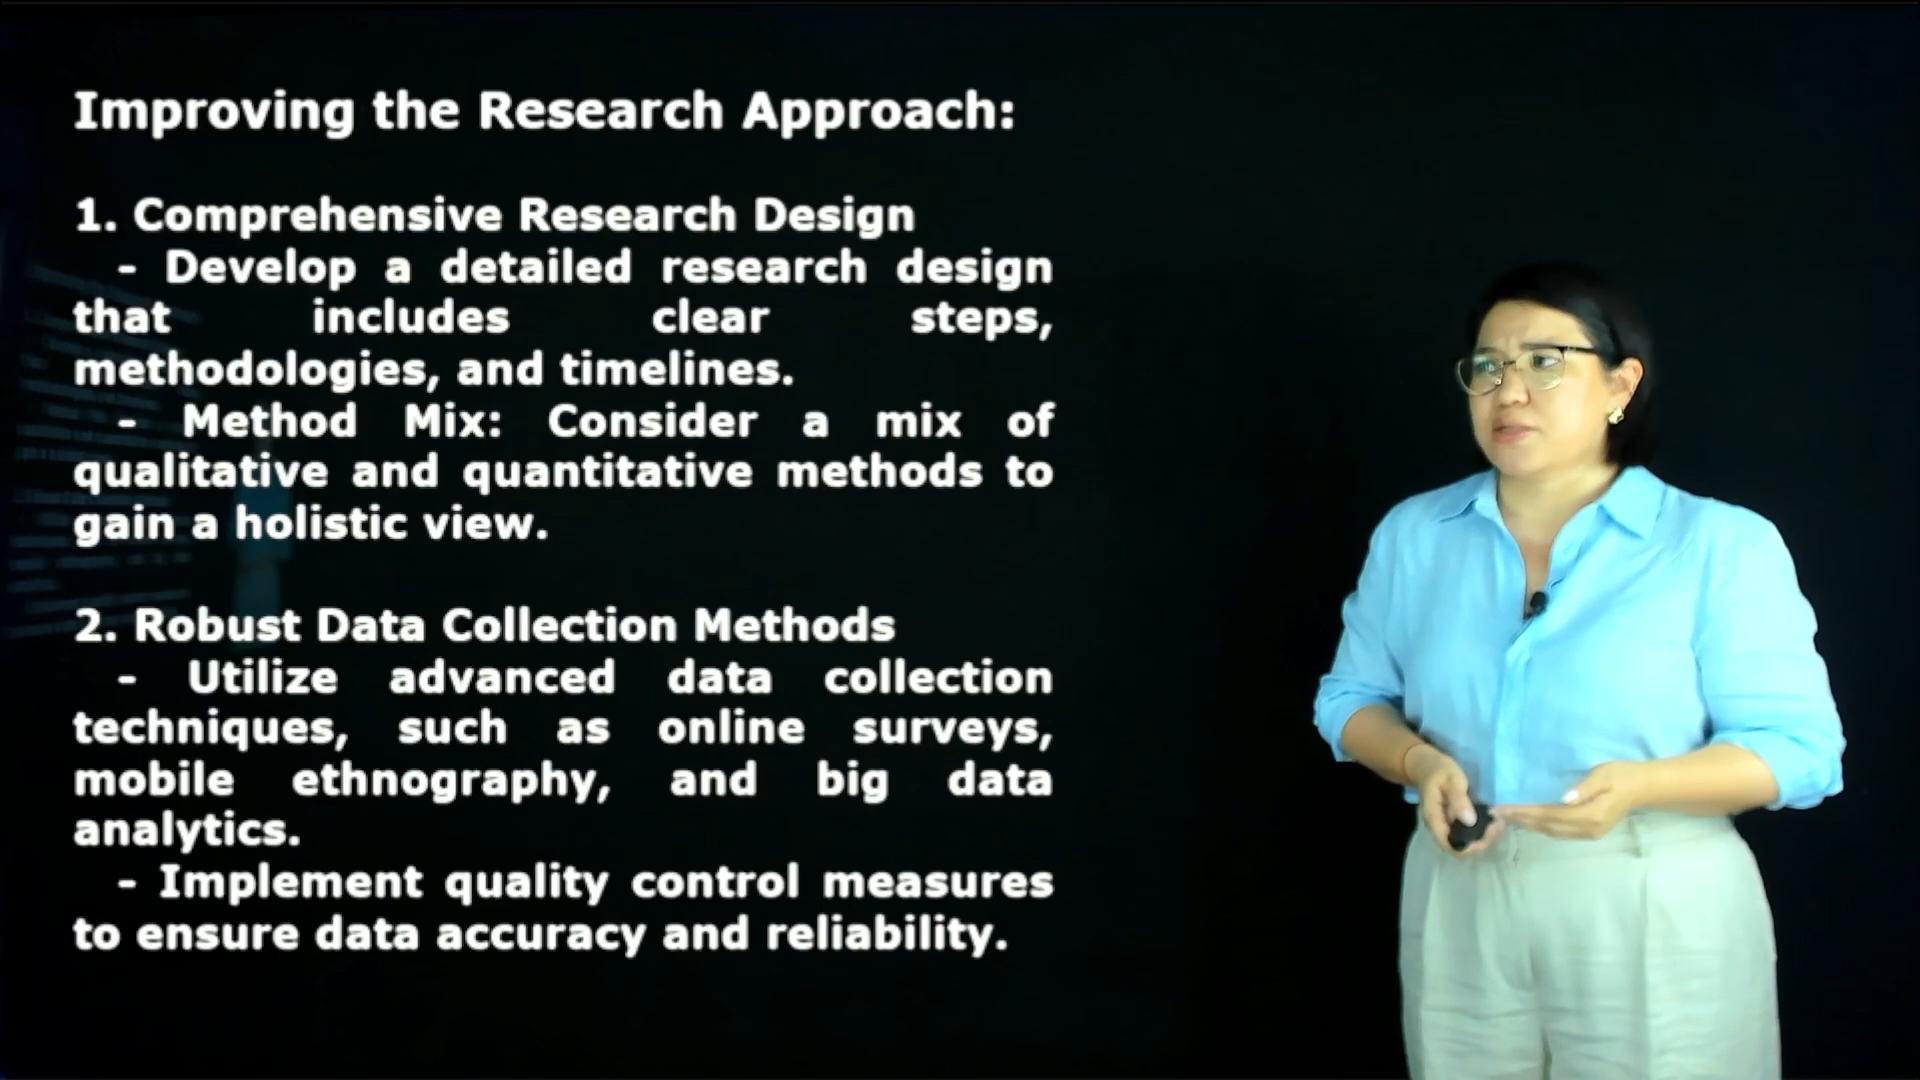 Improving the Research Approach:
1. Comprehensive Research Design
- Develop a detailed research design
that includes clear steps,
methodologies, and timelines.
- Method Mix: Consider a mix of
qualitative and quantitative methods to
gain a holistic view.
2. Robust Data Collection Methods
- Utilize advanced data collection
techniques, such as online surveys,
mobile ethnography, and big data
analytics.
- Implement quality control measures
to ensure data accuracy and reliability.